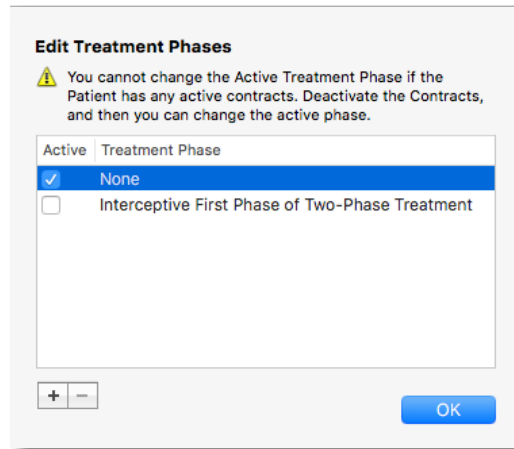 Edit Treatment Phases
You cannot change the Active Treatment Phase if the
Patient has any active contracts. Deactivate the Contracts,
and then you can change the active phase.
Active Treatment Phase
None
Interceptive First Phase of Two-Phase Treatment
+ −
OK